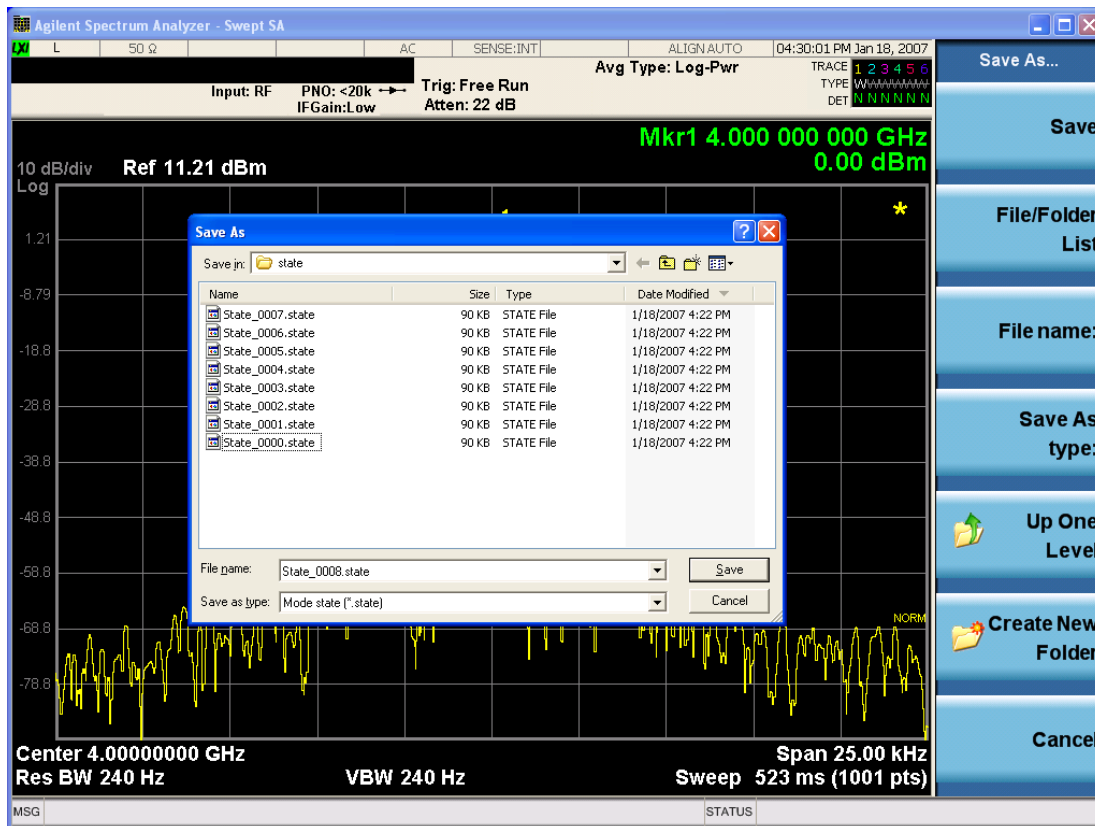 Agilent Spectrum Analyzer - Swept SA
LXI L 50 Ω AC SENSE:INT ALIGN AUTO 04:30:01 PM Jan 18, 2007
Input: RF PNO: <20k Trig: Free Run Avg Type: Log-Pwr TRACE 1 2 3 4 5 6
IFGain:Low Atten: 22 dB TYPE WWWWWW
DET N N N N N N
Mkr1 4.000 000 000 GHz
0.00 dBm
10 dB/div Ref 11.21 dBm
Log
1.21
-8.79
-18.8
-28.8
-38.8
-48.8
-58.8
-68.8
-78.8
NORM
Save As
Save in: state
Name Size Type Date Modified
State_0007.state 90 KB STATE File 1/18/2007 4:22 PM
State_0006.state 90 KB STATE File 1/18/2007 4:22 PM
State_0005.state 90 KB STATE File 1/18/2007 4:22 PM
State_0004.state 90 KB STATE File 1/18/2007 4:22 PM
State_0003.state 90 KB STATE File 1/18/2007 4:22 PM
State_0002.state 90 KB STATE File 1/18/2007 4:22 PM
State_0001.state 90 KB STATE File 1/18/2007 4:22 PM
State_0000.state 90 KB STATE File 1/18/2007 4:22 PM
File name: State_0008.state Save
Save as type: Mode state (*.state) Cancel
Center 4.00000000 GHz Span 25.00 kHz
Res BW 240 Hz VBW 240 Hz Sweep 523 ms (1001 pts)
MSG STATUS
Save As...
Save
File/Folder
List
File name:
Save As
type:
Up One
Level
Create New
Folder
Cancel